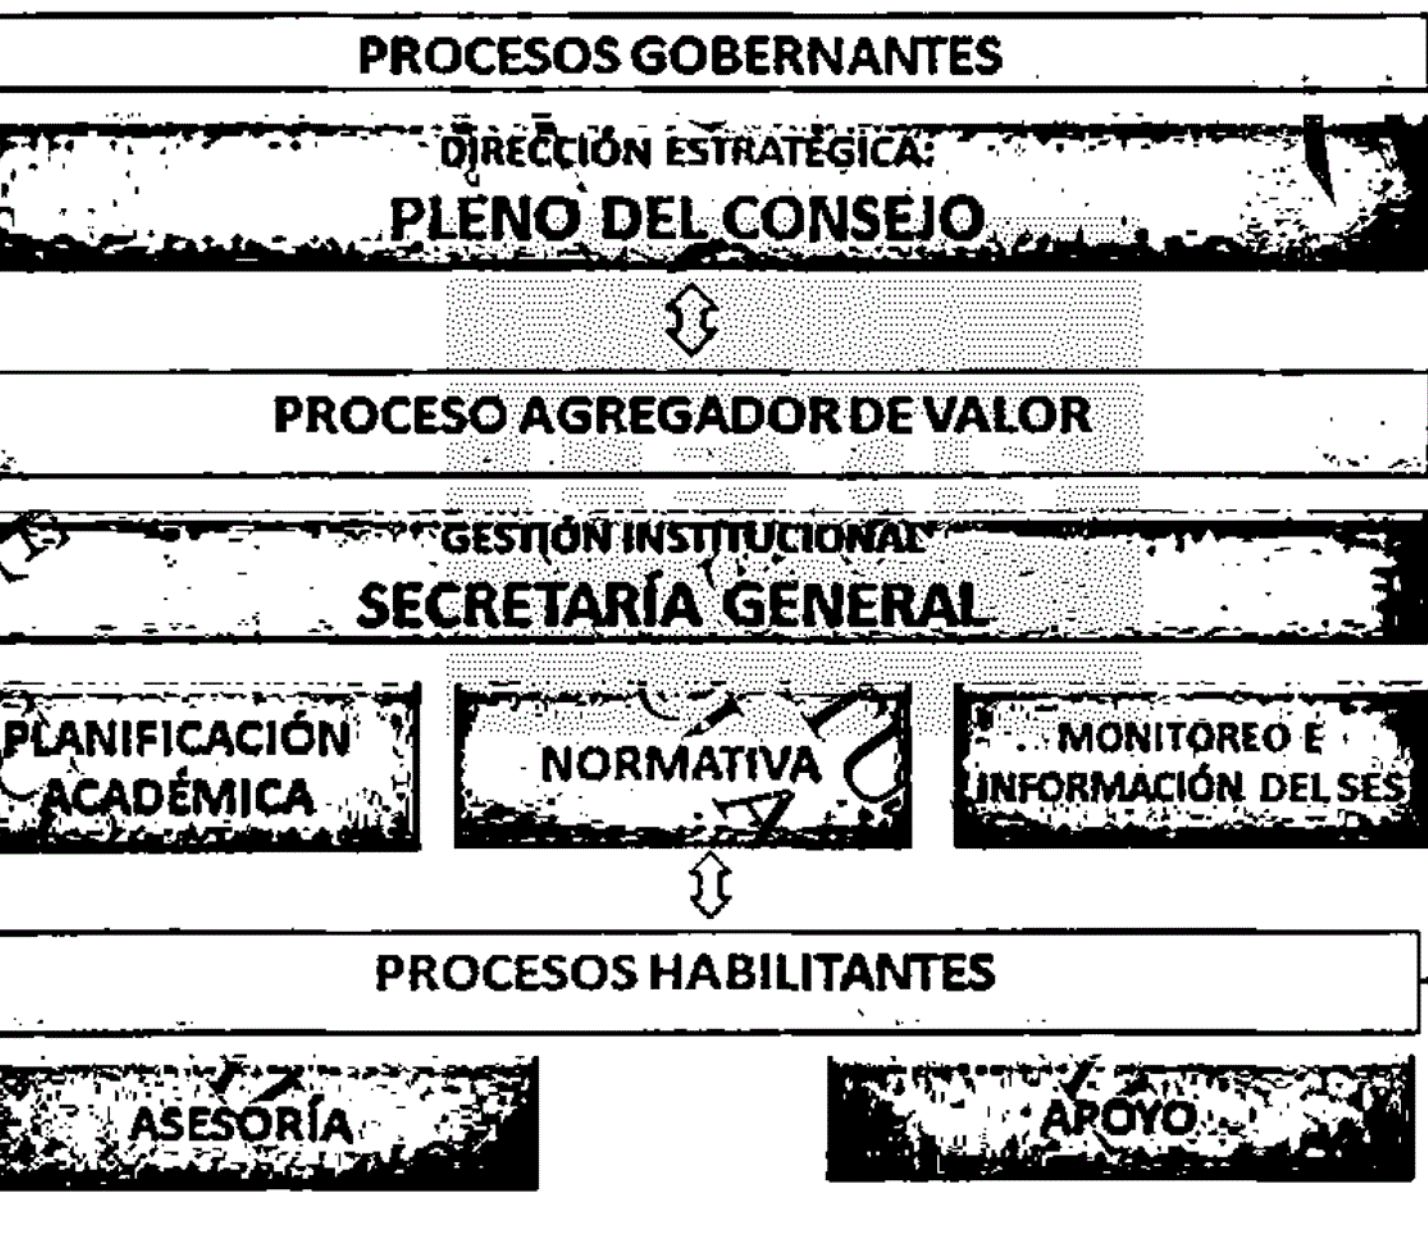 PROCESOS GOBERNANTES
DIRECCIÓN ESTRATÉGICA:
PLENO DEL CONSEJO
PROCESO AGREGADOR DE VALOR
GESTIÓN INSTITUCIONAL
SECRETARÍA GENERAL
PLANIFICACIÓN
ACADÉMICA
NORMATIVA
MONITOREO E
INFORMACIÓN DEL SES
PROCESOS HABILITANTES
ASESORÍA
APOYO